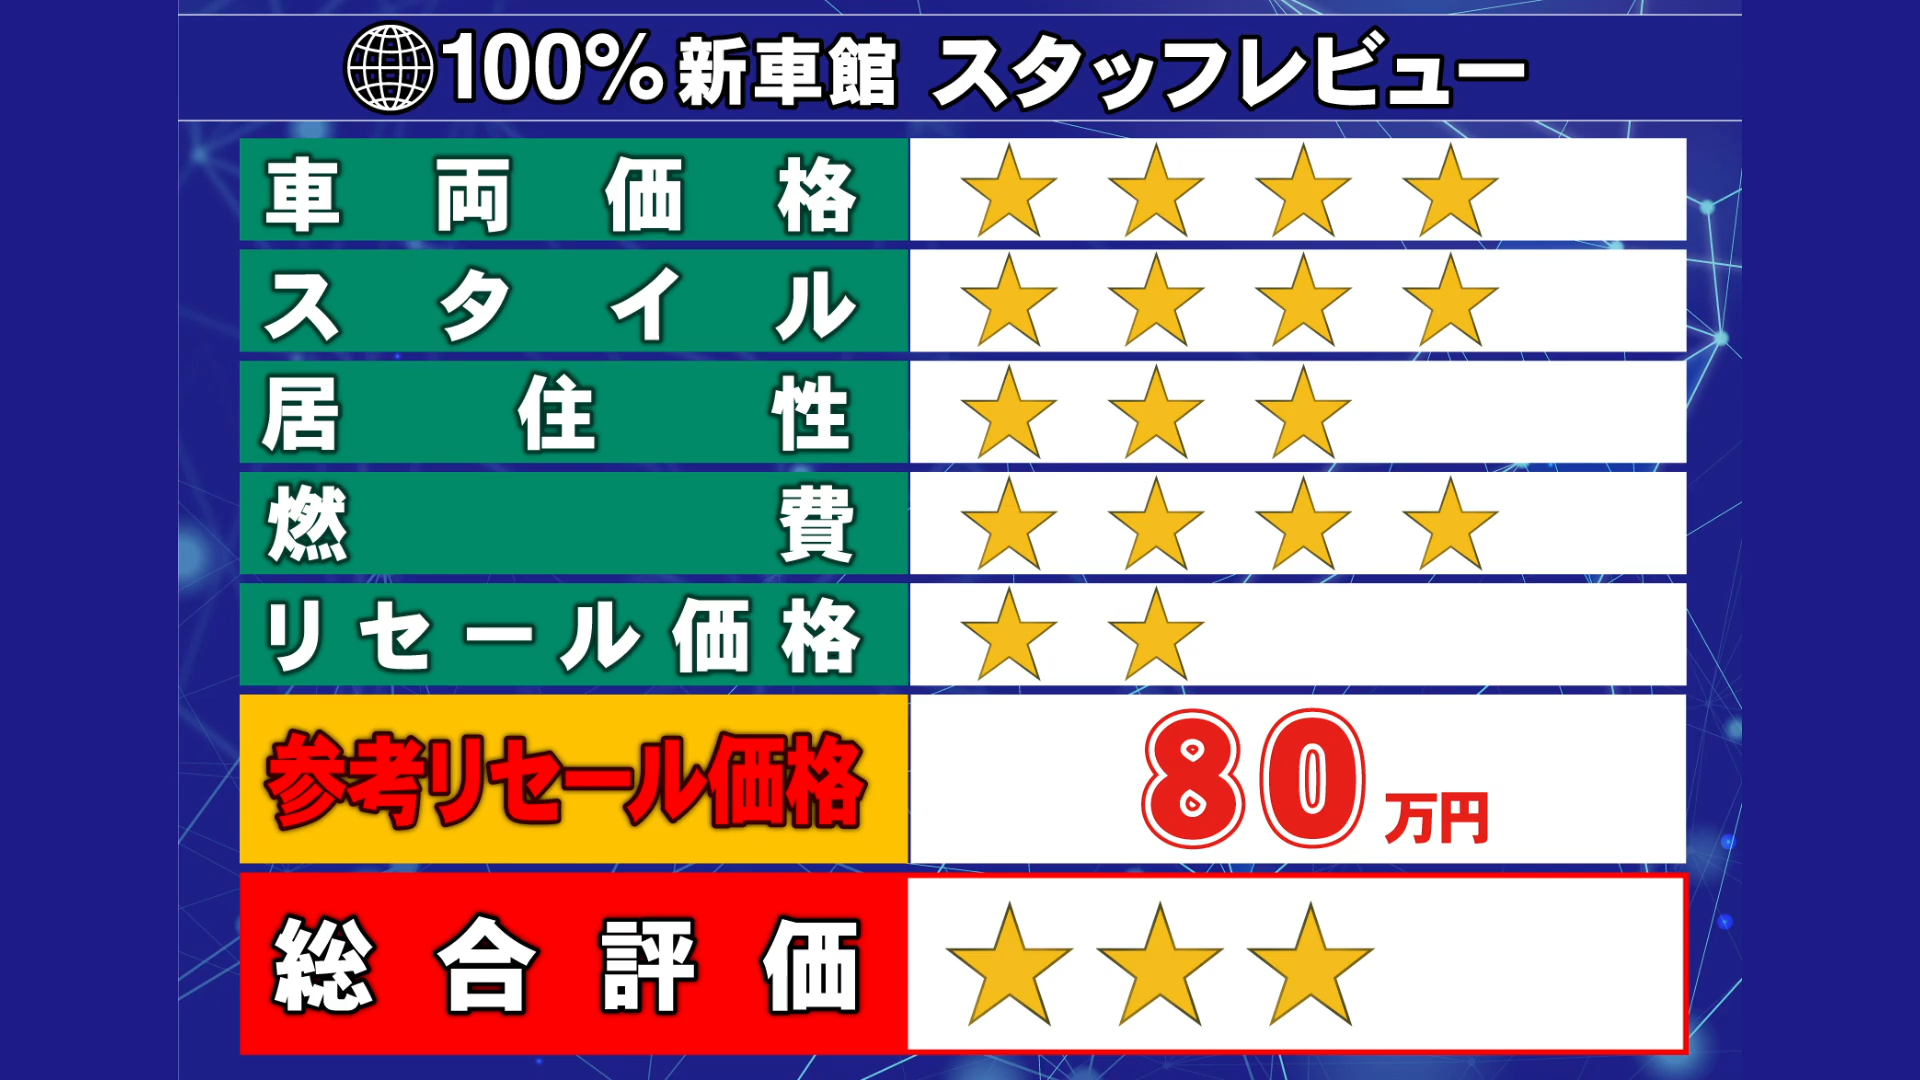 100%新車館 スタッフレビュー
車両価格 ★★★★
スタイル ★★★★
居住性 ★★★
燃費 ★★★★
リセール価格 ★★
参考リセール価格 80万円
総合評価 ★★★